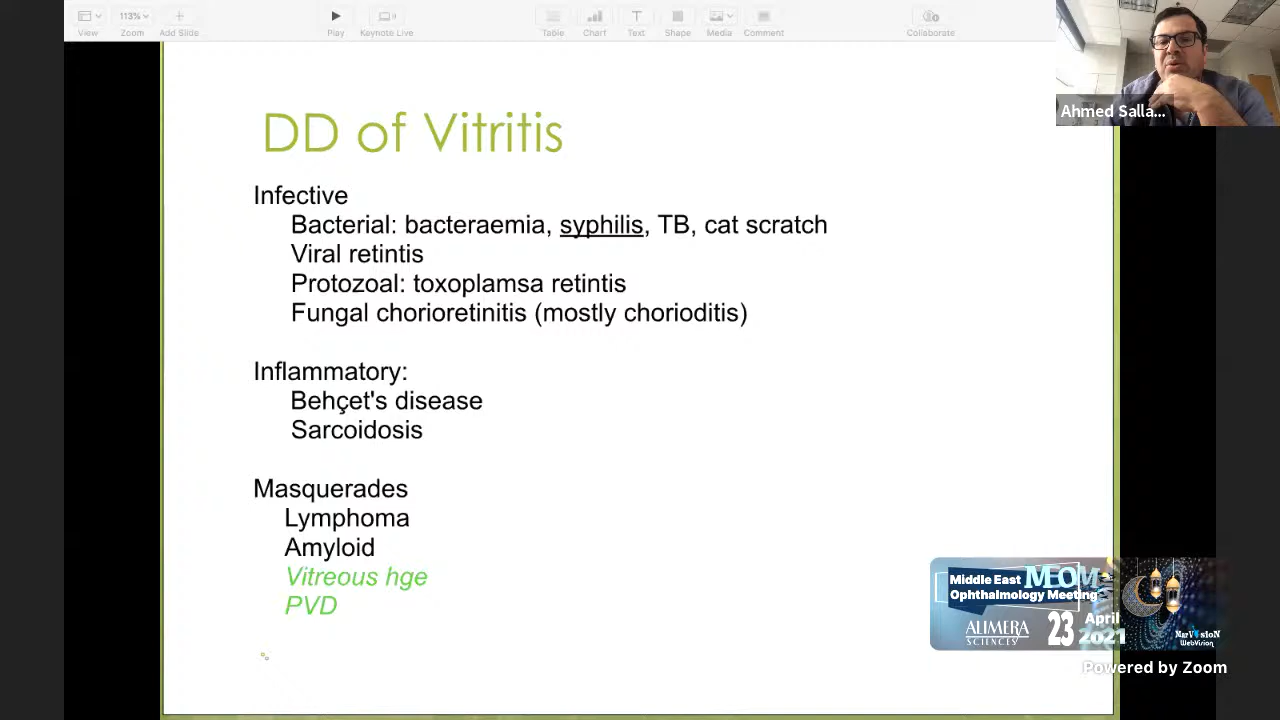 View
113%
Zoom
Add Slide
Play
Keynote Live
Table
Chart
Text
Shape
Media
Comment
Collaborate
Ahmed Salla...
DD of Vitritis
Infective
Bacterial: bacteraemia, syphilis, TB, cat scratch
Viral retintis
Protozoal: toxoplamsa retintis
Fungal chorioretinitis (mostly chorioditis)
Inflammatory:
Behçet's disease
Sarcoidosis
Masquerades
Lymphoma
Amyloid
Vitreous hge
PVD
Middle East MEOM
Ophthalmology Meeting
ALIMERA
SCIENCES
23 April
2021
MarVision
WebVision
Powered by Zoom